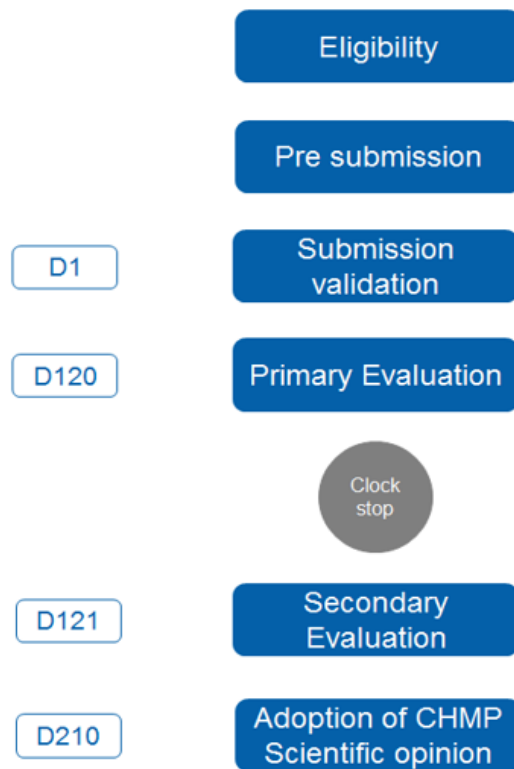 Eligibility
Pre submission
D1
Submission
validation
D120
Primary Evaluation
Clock
stop
D121
Secondary
Evaluation
D210
Adoption of CHMP
Scientific opinion